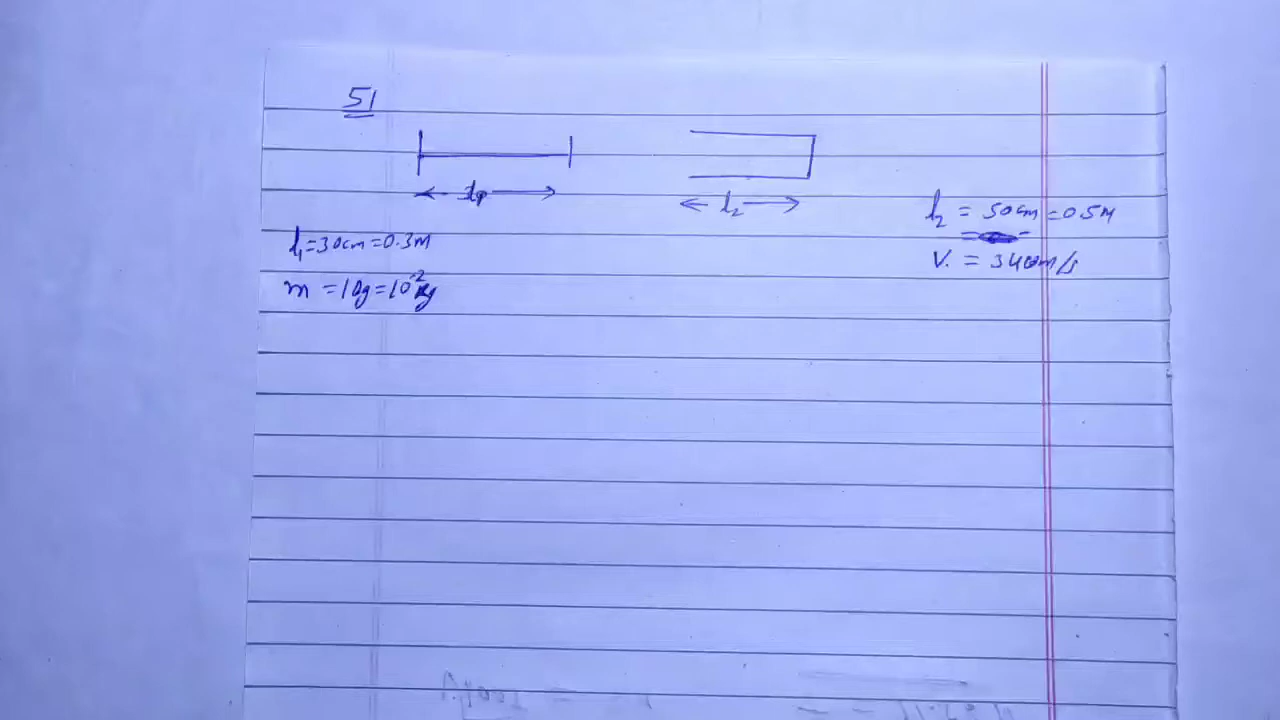 51
l₁
l₂
l₂ = 50cm = 0.5m
l₁ = 30cm = 0.3m
V. = 340m/s
m = 10g = 10⁻²kg